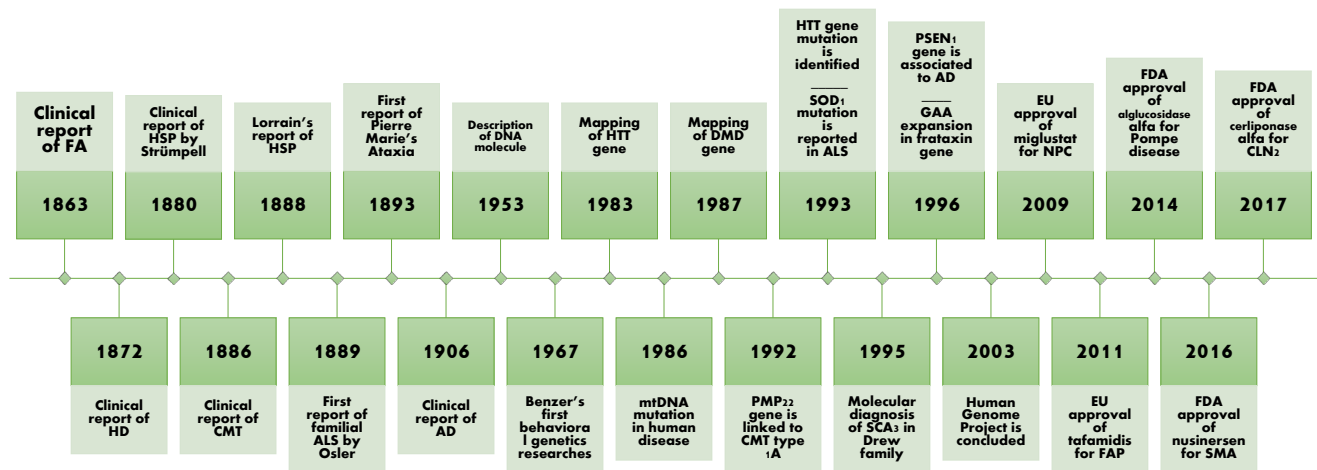 Clinical
report
of FA
1863
Clinical
report of
HSP by
Strümpell
1880
Lorrain's
report of
HSP
1888
First
report of
Pierre
Marie's
Ataxia
1893
Description
of DNA
molecule
1953
Mapping
of HTT
gene
1983
Mapping
of DMD
gene
1987
HTT gene
mutation
is
identified
______
SOD1
mutation
is
reported
in ALS
1993
PSEN1
gene is
associated
to AD
____
GAA
expansion
in frataxin
gene
1996
EU
approval
of
miglustat
for NPC
2009
FDA
approval
of
alglucosidase
alfa for
Pompe
disease
2014
FDA
approval
of
cerliponase
alfa for
CLN2
2017
1872
Clinical
report of
HD
1886
Clinical
report of
CMT
1889
First
report of
familial
ALS by
Osler
1906
Clinical
report of
AD
1967
Benzer's
first
behaviora
l genetics
researches
1986
mtDNA
mutation
in human
disease
1992
PMP22
gene is
linked to
CMT type
1A
1995
Molecular
diagnosis
of SCA3 in
Drew
family
2003
Human
Genome
Project is
concluded
2011
EU
approval
of
tafamidis
for FAP
2016
FDA
approval
of
nusinersen
for SMA